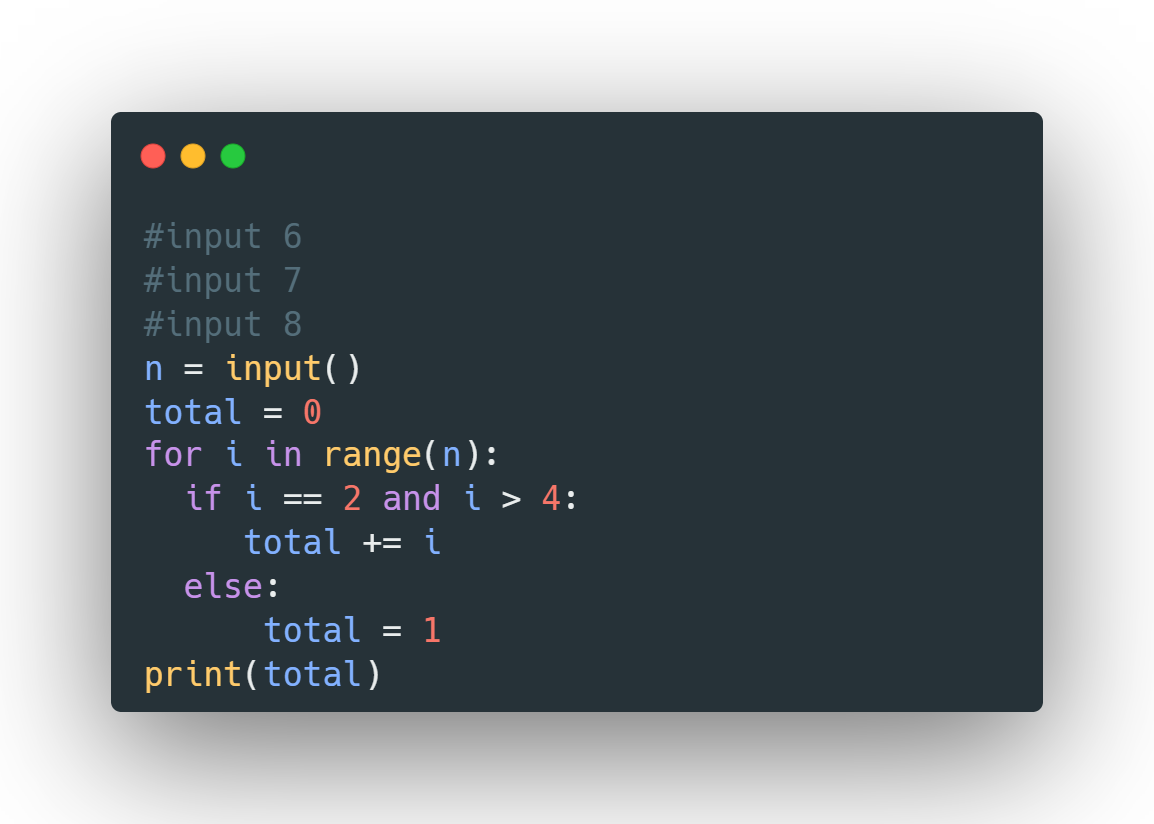 #input 6
#input 7
#input 8
n = input()
total = 0
for i in range(n):
  if i == 2 and i > 4:
     total += i
  else:
      total = 1
print(total)